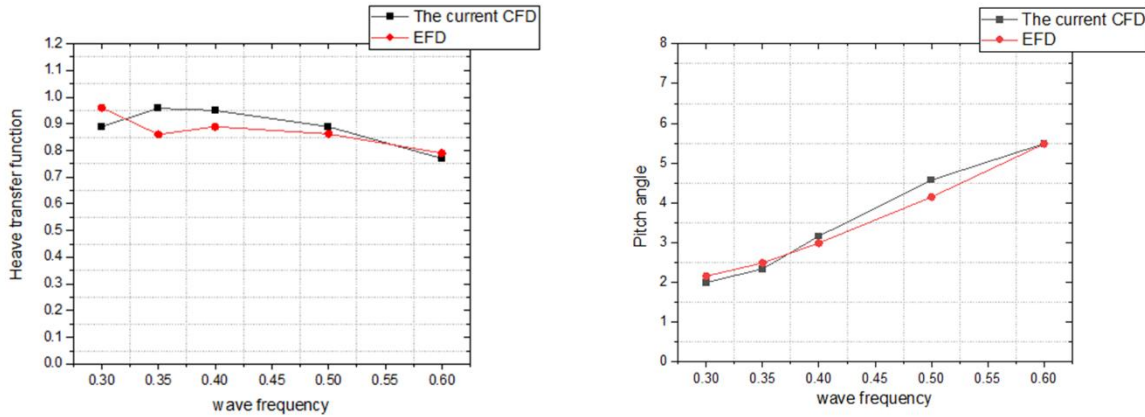 The current CFD
EFD
1.2
1.1
1.0
0.9
0.8
0.7
0.6
0.5
0.4
0.3
0.2
0.1
0.0
Heave transfer function
0.30 0.35 0.40 0.45 0.50 0.55 0.60
wave frequency
The current CFD
EFD
8
7
6
5
4
3
2
1
0
Pitch angle
0.30 0.35 0.40 0.45 0.50 0.55 0.60
wave frequency